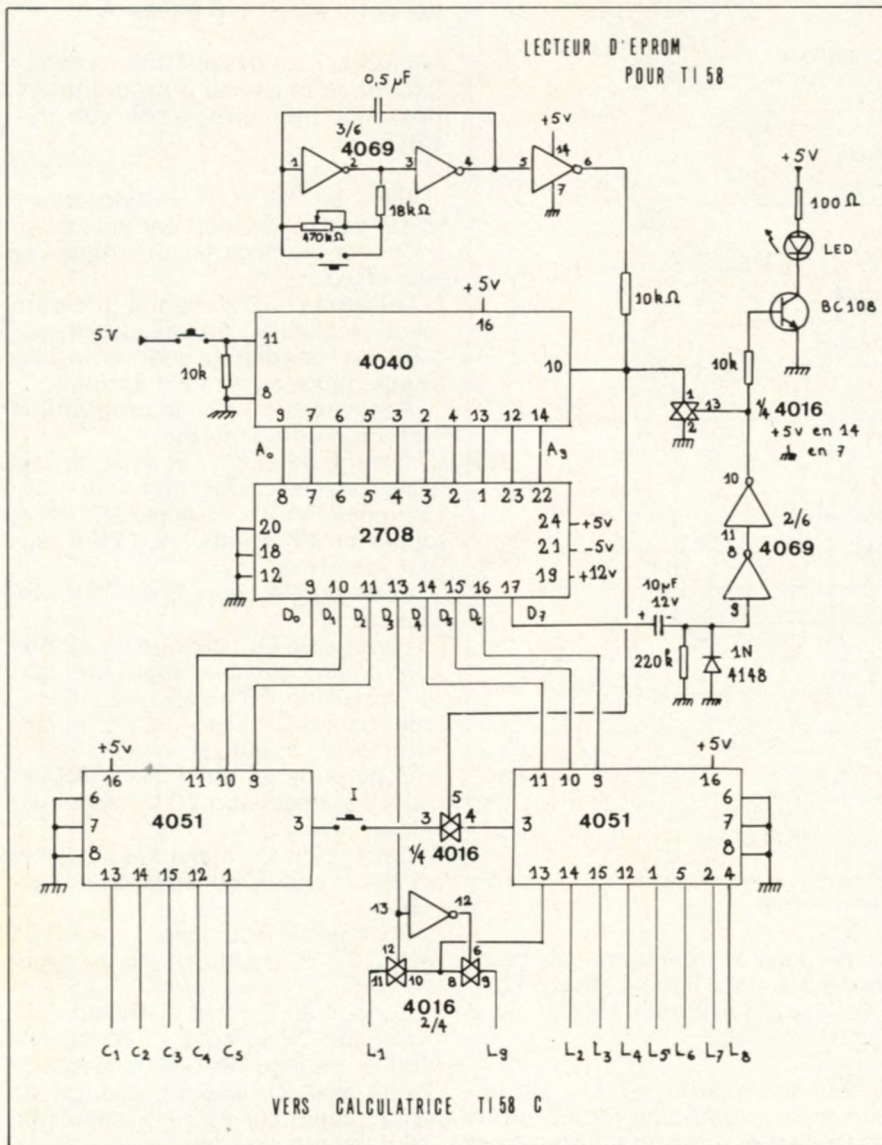 LECTEUR D'EPROM
POUR TI 58
0,5 µF
3/6
4069
1 2 3 4 5 6
+5V
14
7
18kΩ
470kΩ
+5V
100Ω
LED
BC108
10kΩ
10k
+5V
16
5V
11
4040
10
10k
8
9 7 6 5 3 2 4 13 12 14
A0 A9
1
13
2
1/4 4016
+5V en 14
en 7
8 7 6 5 4 3 2 1 23 22
20
18
12
2708
24 +5V
21 -5V
19 +12V
9 10 11 13 14 15 16 17
D0 D1 D2 D3 D4 D5 D6 D7
10
2/6
11
8
4069
9
10µF
12V
+ -
220k
1N
4148
+5V
16 11 10 9
6
7
8
4051
3
13 14 15 12 1
I
5
3 4
1/4 4016
+5V
11 10 9 16
3
4051
6
7
8
13 14 15 12 1 5 2 4
13 12
12 6
11 10 8 9
4016
2/4
C1 C2 C3 C4 C5 L1 L9 L2 L3 L4 L5 L6 L7 L8
VERS CALCULATRICE TI 58 C